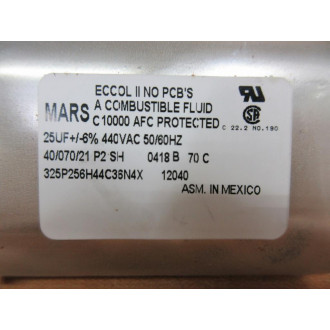 ECCOL II NO PCB'S
MARS A COMBUSTIBLE FLUID
C10000 AFC PROTECTED
C 22.2 NO.190
25UF+/-6% 440VAC 50/60HZ
40/070/21 P2 SH 0418 B 70 C
325P256H44C36N4X 12040
ASM. IN MEXICO